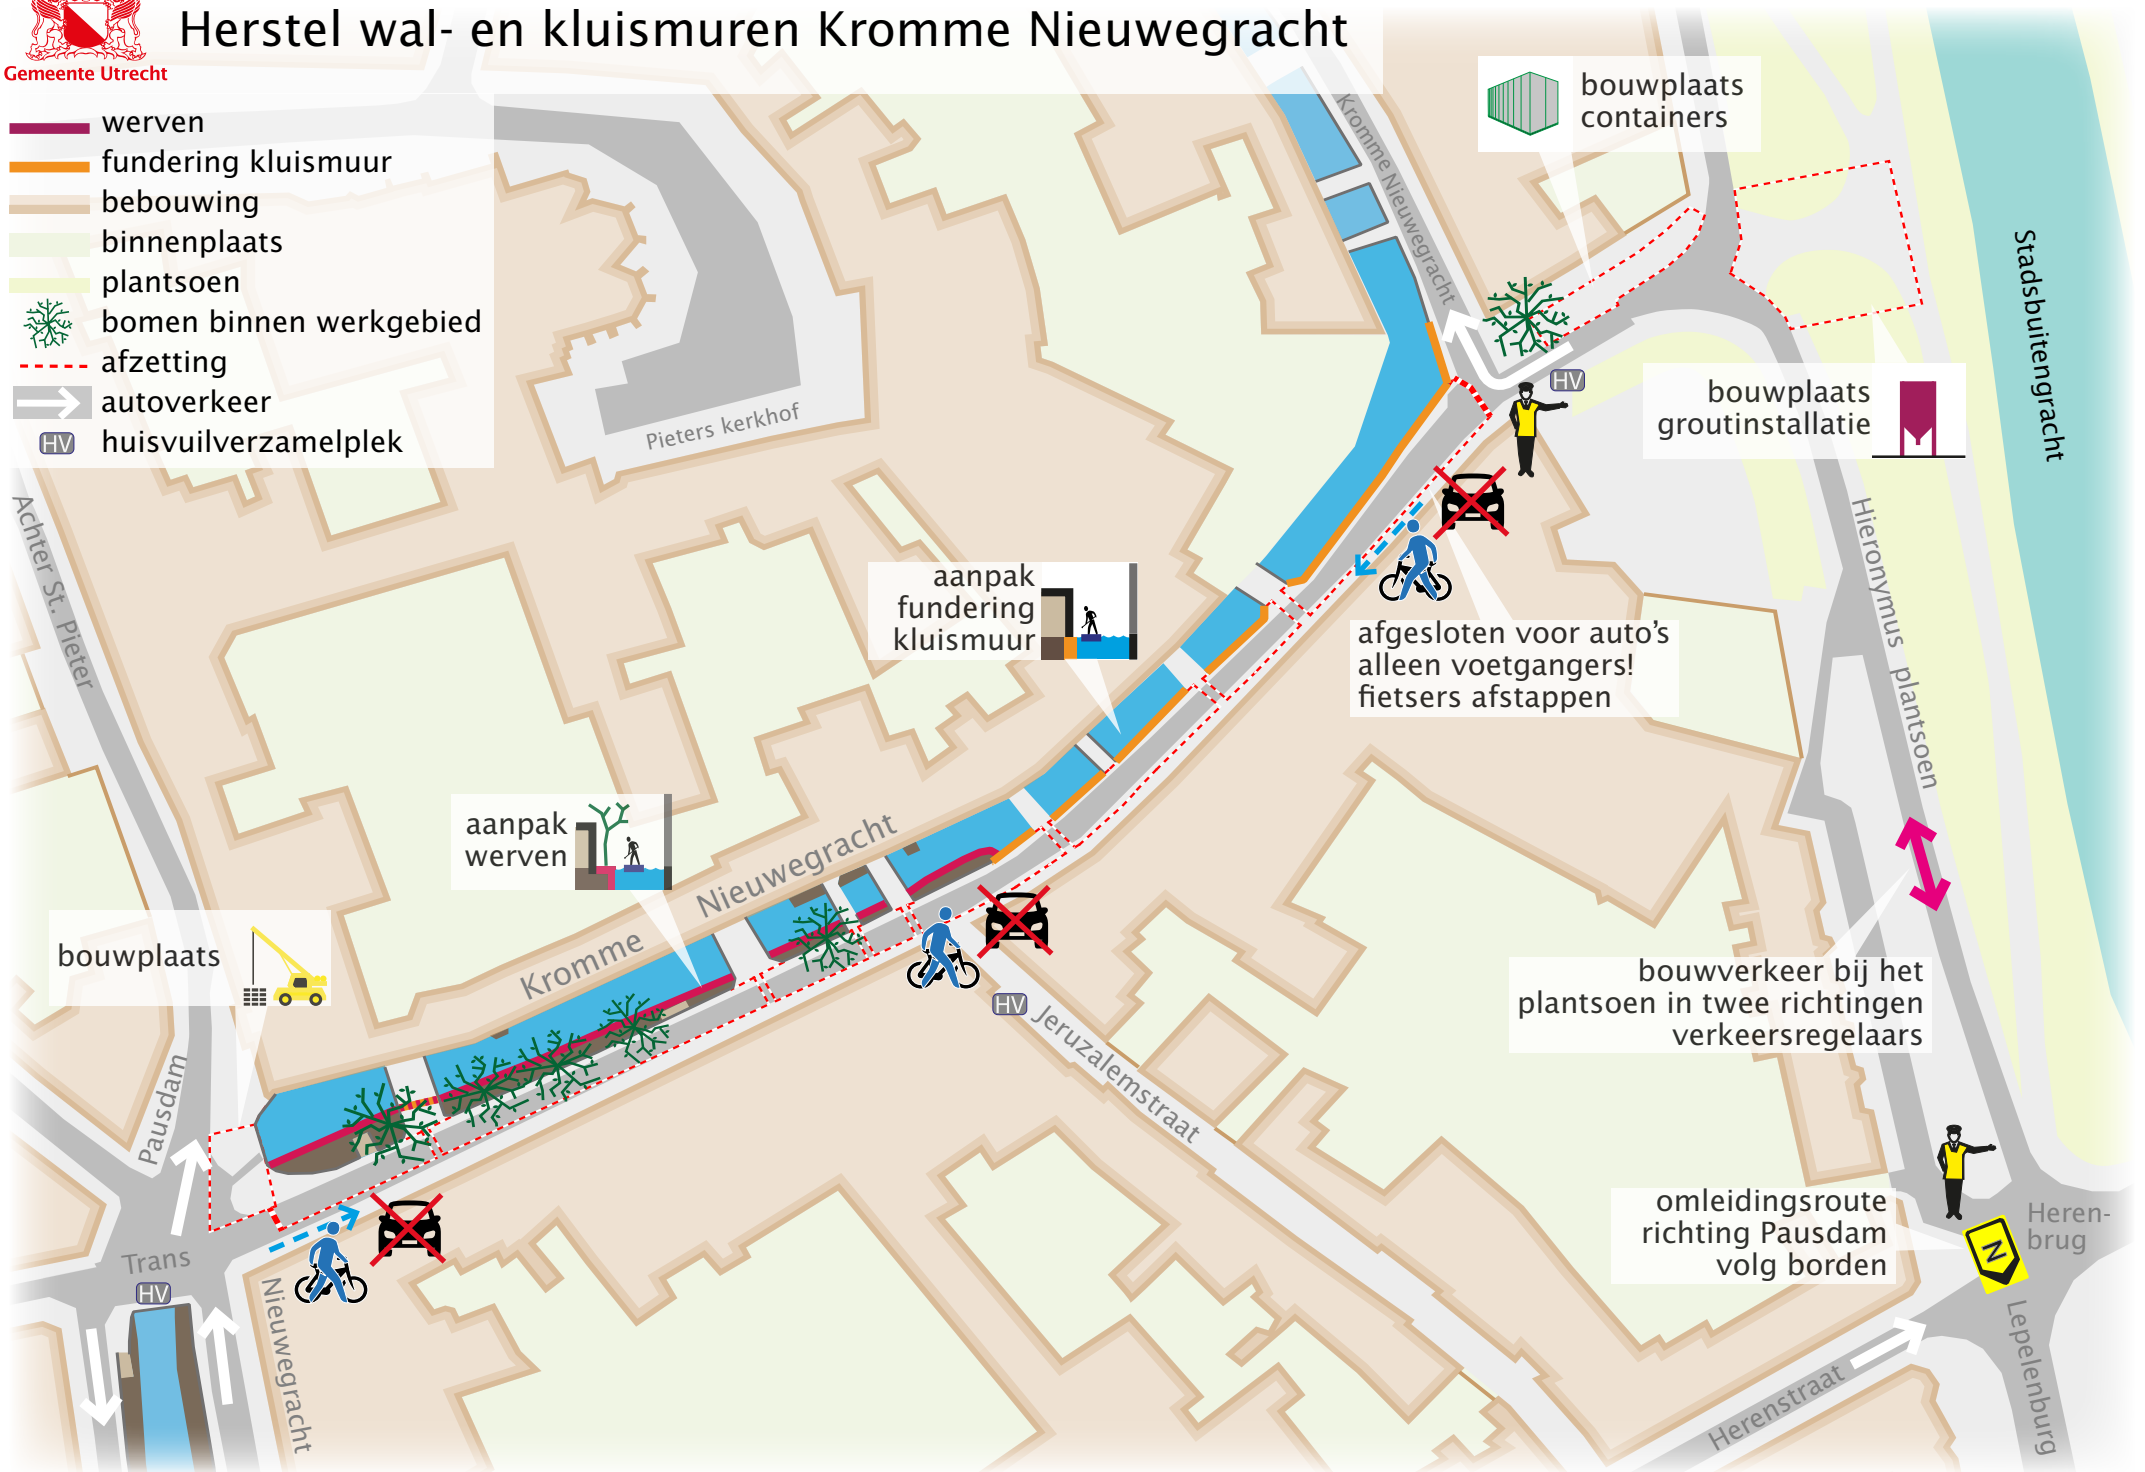 Herstel wal- en kluismuren Kromme Nieuwegracht
Gemeente Utrecht
werven
fundering kluismuur
bebouwing
binnenplaats
plantsoen
bomen binnen werkgebied
afzetting
autoverkeer
HV huisvuilverzamelplek
bouwplaats
containers
Kromme Nieuwegracht
Stadsbuitengracht
HV
bouwplaats
groutinstallatie
Pieters kerkhof
Achter St. Pieter
Hieronymus plantsoen
aanpak
fundering
kluismuur
afgesloten voor auto's
alleen voetgangers!
fietsers afstappen
aanpak
werven
Kromme Nieuwegracht
bouwplaats
HV
Jeruzalemstraat
bouwverkeer bij het
plantsoen in twee richtingen
verkeersregelaars
Pausdam
Trans
HV
Nieuwegracht
omleidingsroute
richting Pausdam
volg borden
N
Heren-
brug
Lepelenburg
Herenstraat